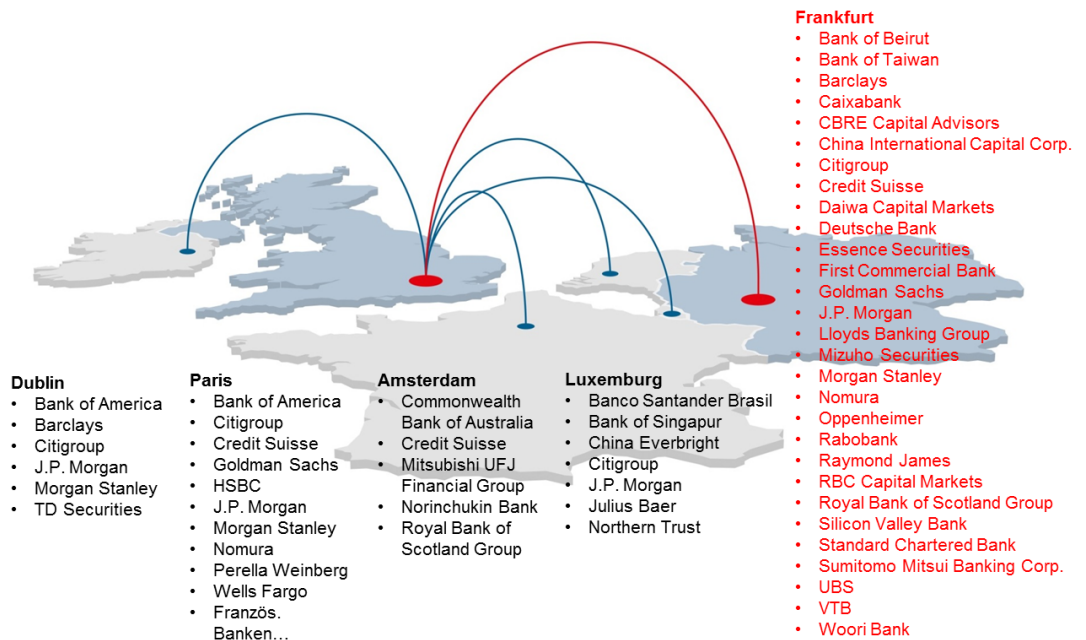 Frankfurt
• Bank of Beirut
• Bank of Taiwan
• Barclays
• Caixabank
• CBRE Capital Advisors
• China International Capital Corp.
• Citigroup
• Credit Suisse
• Daiwa Capital Markets
• Deutsche Bank
• Essence Securities
• First Commercial Bank
• Goldman Sachs
• J.P. Morgan
• Lloyds Banking Group
• Mizuho Securities
• Morgan Stanley
• Nomura
• Oppenheimer
• Rabobank
• Raymond James
• RBC Capital Markets
• Royal Bank of Scotland Group
• Silicon Valley Bank
• Standard Chartered Bank
• Sumitomo Mitsui Banking Corp.
• UBS
• VTB
• Woori Bank
Dublin
• Bank of America
• Barclays
• Citigroup
• J.P. Morgan
• Morgan Stanley
• TD Securities
Paris
• Bank of America
• Citigroup
• Credit Suisse
• Goldman Sachs
• HSBC
• J.P. Morgan
• Morgan Stanley
• Nomura
• Perella Weinberg
• Wells Fargo
• Französ.
Banken…
Amsterdam
• Commonwealth
Bank of Australia
• Credit Suisse
• Mitsubishi UFJ
Financial Group
• Norinchukin Bank
• Royal Bank of
Scotland Group
Luxemburg
• Banco Santander Brasil
• Bank of Singapur
• China Everbright
• Citigroup
• J.P. Morgan
• Julius Baer
• Northern Trust